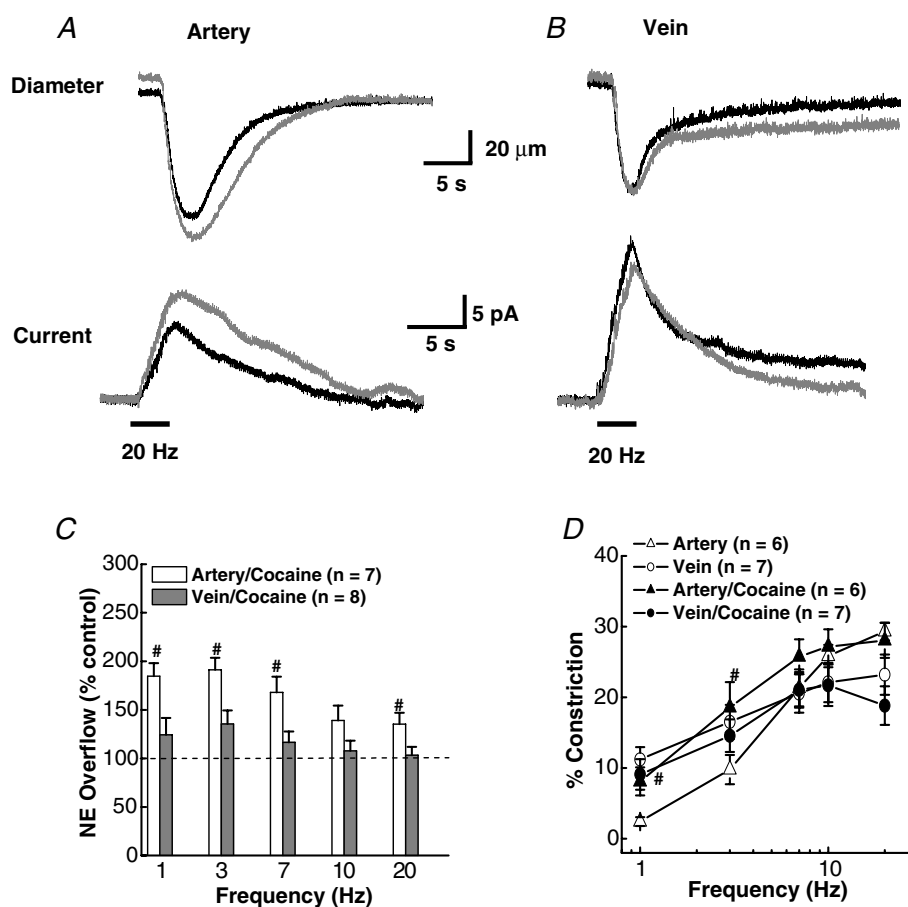 A
Artery
B
Vein
Diameter
20 μm
5 s
Current
5 pA
5 s
20 Hz
20 Hz
C
NE Overflow (% control)
300
250
200
150
100
50
0
Artery/Cocaine (n = 7)
Vein/Cocaine (n = 8)
#
#
#
#
1
3
7
10
20
Frequency (Hz)
D
Artery (n = 6)
Vein (n = 7)
Artery/Cocaine (n = 6)
Vein/Cocaine (n = 7)
% Constriction
40
30
20
10
0
#
#
1
10
Frequency (Hz)